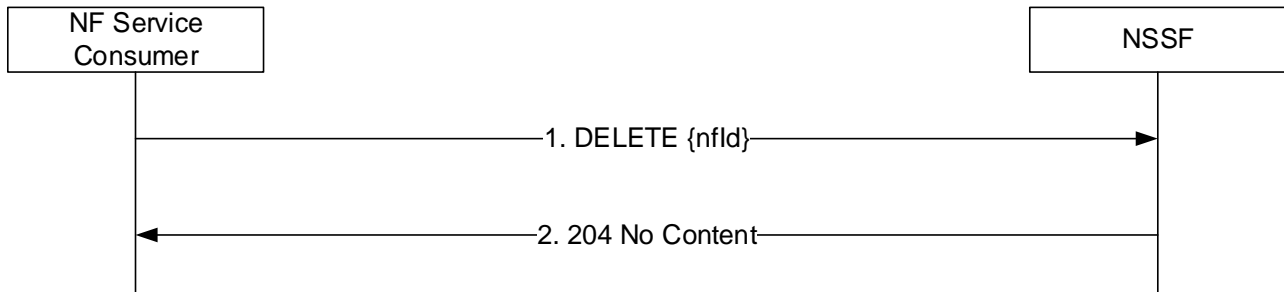 NF Service
Consumer
NSSF
1. DELETE {nfId}
2. 204 No Content